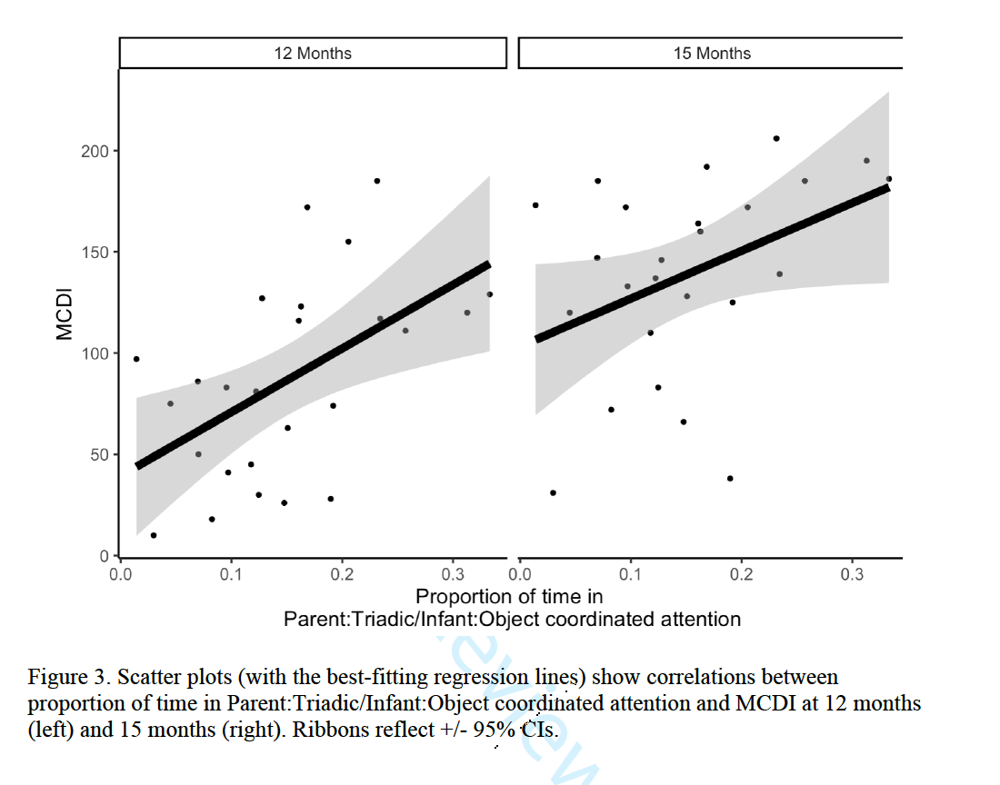 12 Months
15 Months
200
150
100
50
0
MCDI
0.0 0.1 0.2 0.3 0.0 0.1 0.2 0.3
Proportion of time in
Parent:Triadic/Infant:Object coordinated attention
Figure 3. Scatter plots (with the best-fitting regression lines) show correlations between
proportion of time in Parent:Triadic/Infant:Object coordinated attention and MCDI at 12 months
(left) and 15 months (right). Ribbons reflect +/- 95% CIs.